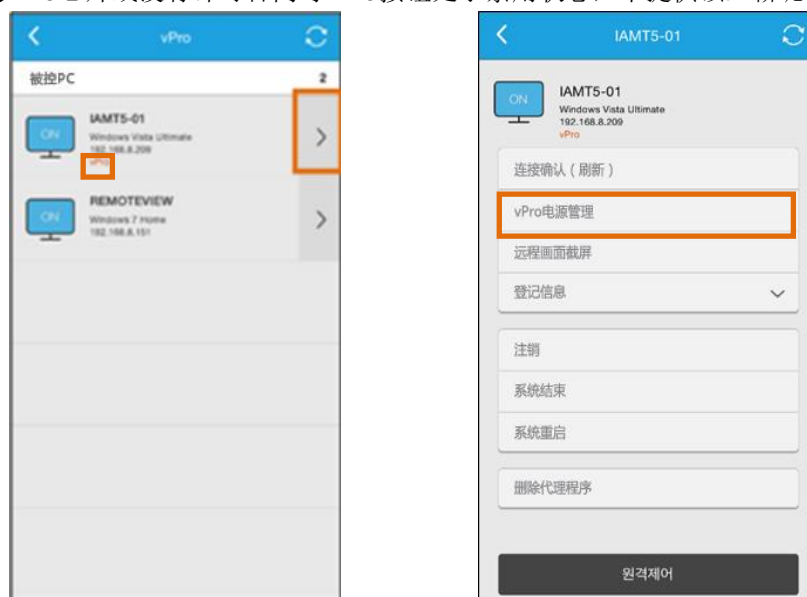 vPro
被控PC 2
ON
IAMT5-01
Windows Vista Ultimate
192.168.8.209
vPro
ON
REMOTEVIEW
Windows 7 Home
192.168.8.151
IAMT5-01
ON
IAMT5-01
Windows Vista Ultimate
192.168.8.209
vPro
连接确认（刷新）
vPro电源管理
远程画面截屏
登记信息
注销
系统结束
系统重启
删除代理程序
원격제어